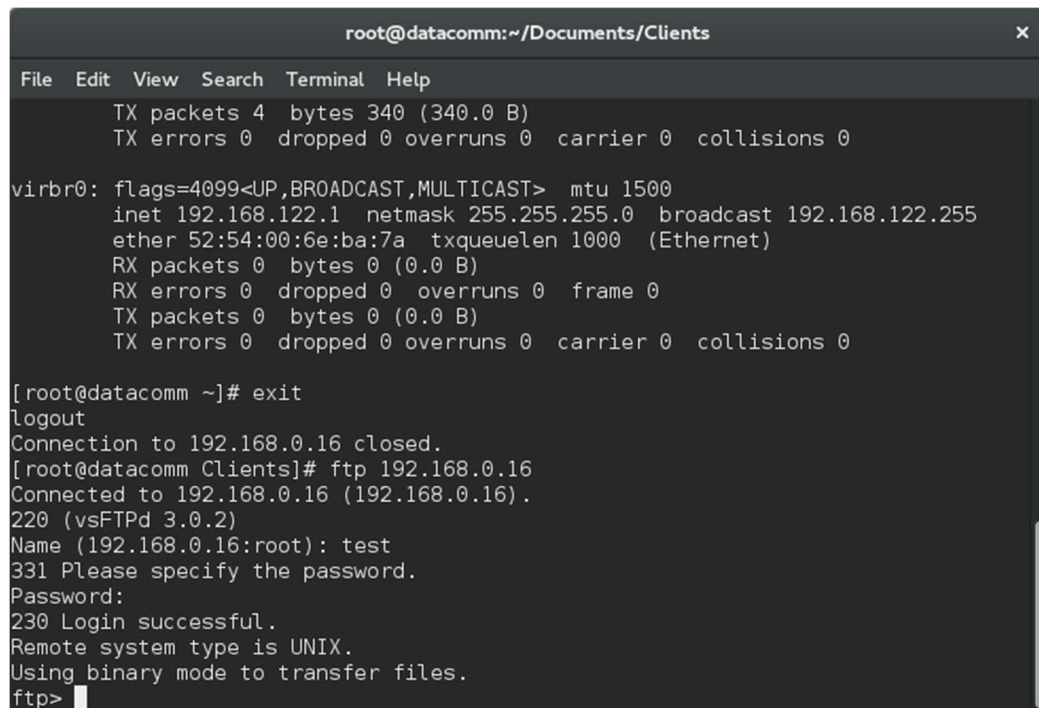 root@datacomm:~/Documents/Clients ×
File Edit View Search Terminal Help
        TX packets 4  bytes 340 (340.0 B)
        TX errors 0  dropped 0 overruns 0  carrier 0  collisions 0

virbr0: flags=4099<UP,BROADCAST,MULTICAST>  mtu 1500
        inet 192.168.122.1  netmask 255.255.255.0  broadcast 192.168.122.255
        ether 52:54:00:6e:ba:7a  txqueuelen 1000  (Ethernet)
        RX packets 0  bytes 0 (0.0 B)
        RX errors 0  dropped 0  overruns 0  frame 0
        TX packets 0  bytes 0 (0.0 B)
        TX errors 0  dropped 0 overruns 0  carrier 0  collisions 0

[root@datacomm ~]# exit
logout
Connection to 192.168.0.16 closed.
[root@datacomm Clients]# ftp 192.168.0.16
Connected to 192.168.0.16 (192.168.0.16).
220 (vsFTPd 3.0.2)
Name (192.168.0.16:root): test
331 Please specify the password.
Password:
230 Login successful.
Remote system type is UNIX.
Using binary mode to transfer files.
ftp>